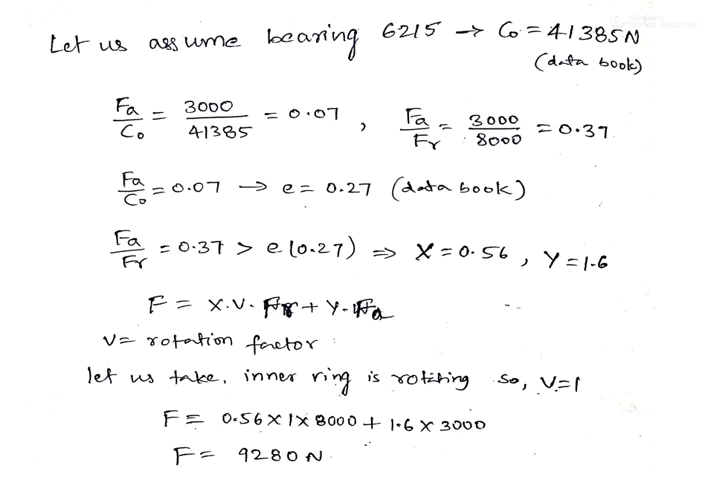 Let us assume bearing 6215 → Co = 41385N
(data book)
Fa/Co = 3000/41385 = 0.07 , Fa/Fr = 3000/8000 = 0.37
Fa/Co = 0.07 → e = 0.27 (data book)
Fa/Fr = 0.37 > e (0.27) ⇒ X = 0.56 , Y = 1.6
F = X.V. Fr + Y. Fa
V = rotation factor
let us take, inner ring is rotating so, V=1
F = 0.56 X 1 X 8000 + 1.6 X 3000
F = 9280 N